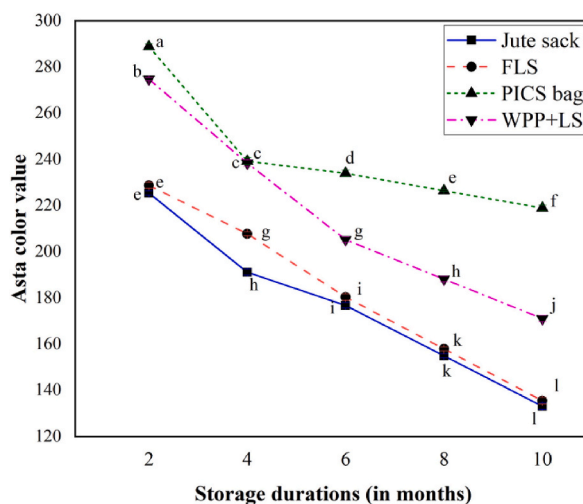 300
280
260
240
220
200
180
160
140
120
Asta color value
Jute sack
FLS
PICS bag
WPP+LS
a
b
e
e
c
c
g
h
d
g
i
i
e
h
k
k
f
j
l
l
2
4
6
8
10
Storage durations (in months)